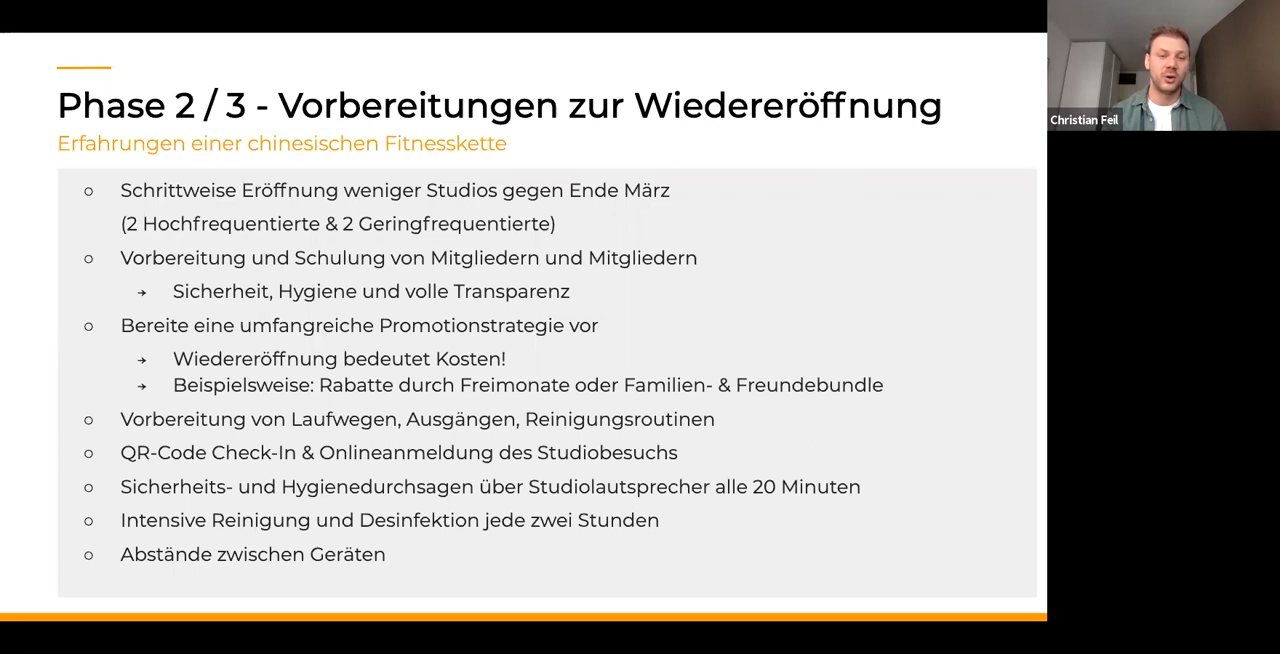 Phase 2 / 3 - Vorbereitungen zur Wiedereröffnung
Erfahrungen einer chinesischen Fitnesskette
○ Schrittweise Eröffnung weniger Studios gegen Ende März
(2 Hochfrequentierte & 2 Geringfrequentierte)
○ Vorbereitung und Schulung von Mitgliedern und Mitgliedern
→ Sicherheit, Hygiene und volle Transparenz
○ Bereite eine umfangreiche Promotionstrategie vor
→ Wiedereröffnung bedeutet Kosten!
→ Beispielsweise: Rabatte durch Freimonate oder Familien- & Freundebundle
○ Vorbereitung von Laufwegen, Ausgängen, Reinigungsroutinen
○ QR-Code Check-In & Onlineanmeldung des Studiobesuchs
○ Sicherheits- und Hygienedurchsagen über Studiolautsprecher alle 20 Minuten
○ Intensive Reinigung und Desinfektion jede zwei Stunden
○ Abstände zwischen Geräten
Christian Feil